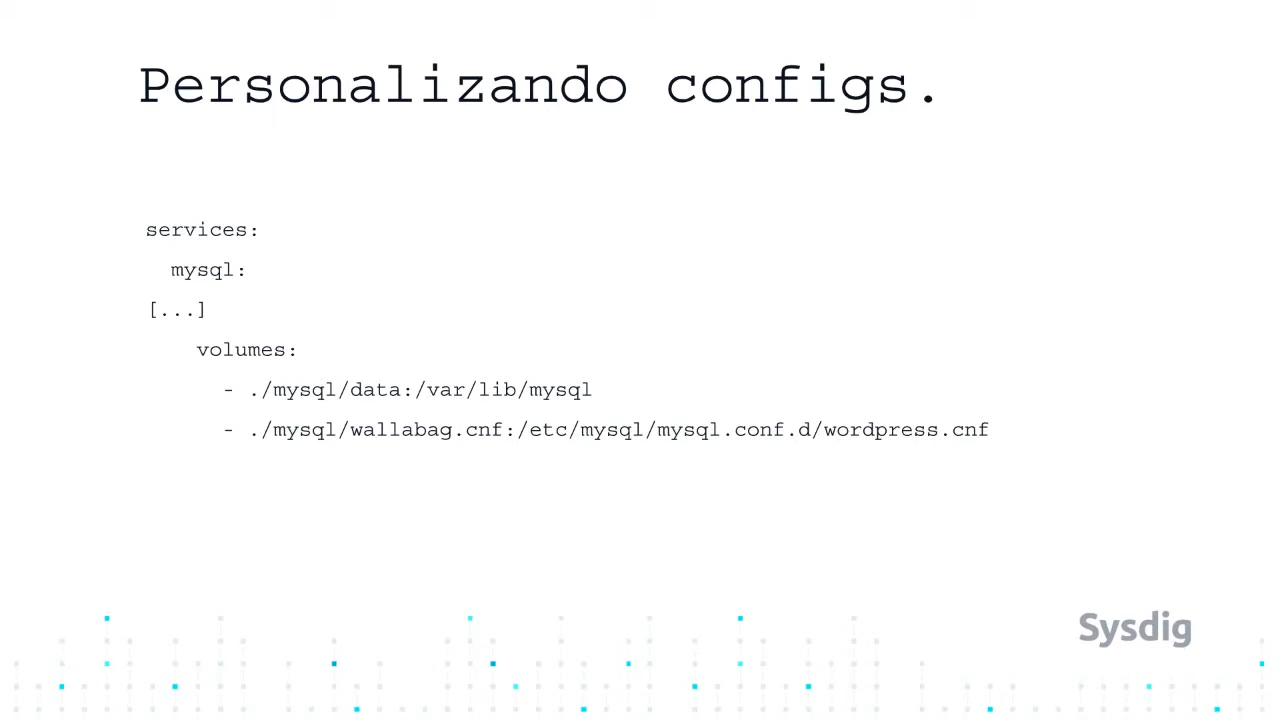 Personalizando configs.
services:
  mysql:
[...]
    volumes:
      - ./mysql/data:/var/lib/mysql
      - ./mysql/wallabag.cnf:/etc/mysql/mysql.conf.d/wordpress.cnf
Sysdig